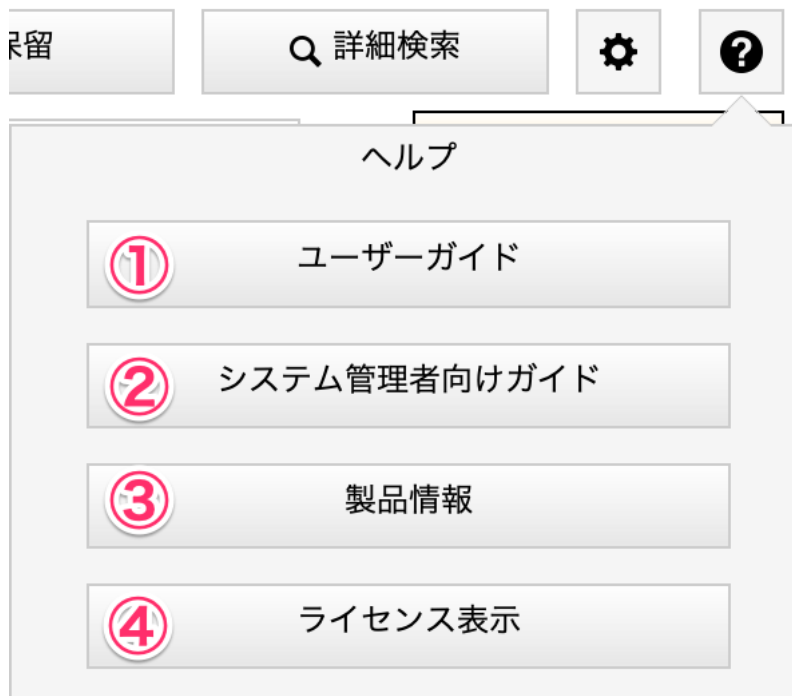 保留
詳細検索
ヘルプ
① ユーザーガイド
② システム管理者向けガイド
③ 製品情報
④ ライセンス表示